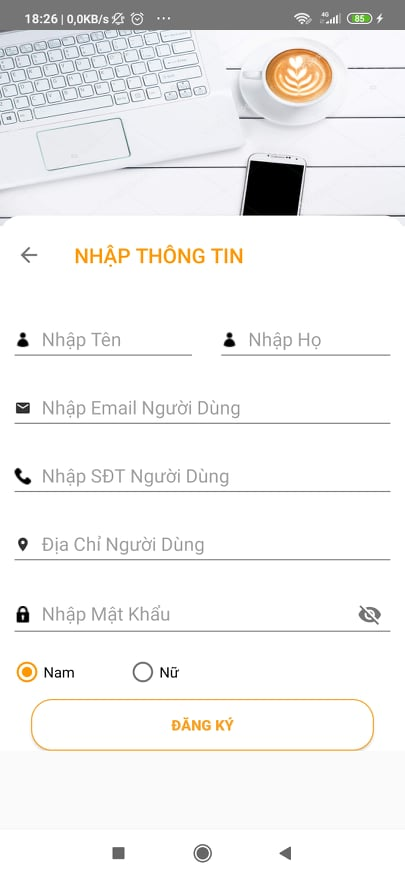 18:26 | 0,0KB/s ... 4G 85
NHẬP THÔNG TIN
Nhập Tên Nhập Họ
Nhập Email Người Dùng
Nhập SĐT Người Dùng
Địa Chỉ Người Dùng
Nhập Mật Khẩu
Nam Nữ
ĐĂNG KÝ